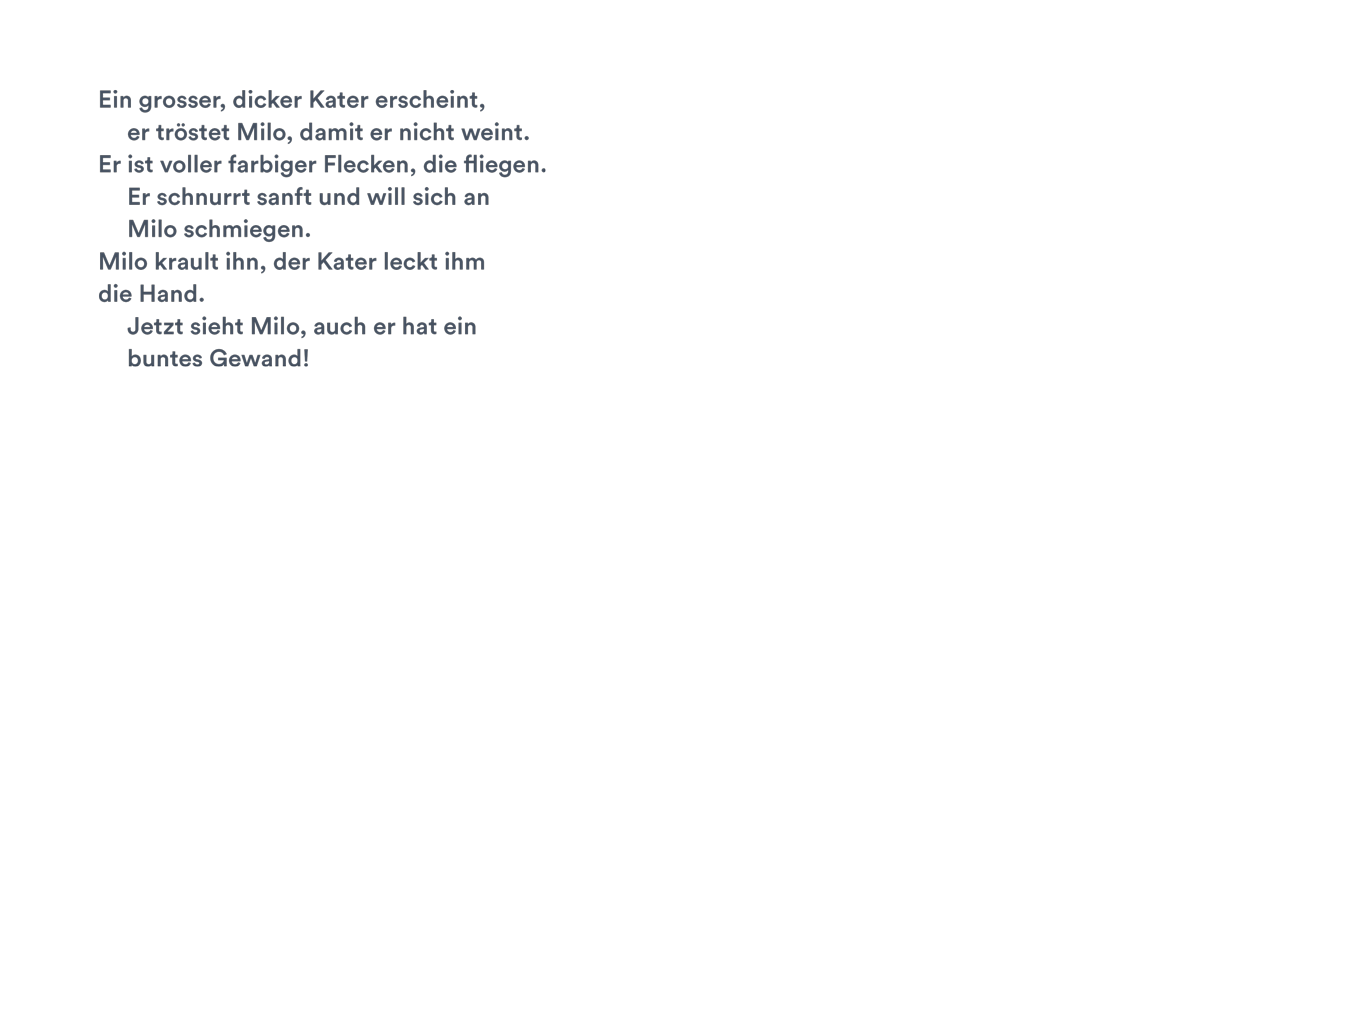 Ein grosser, dicker Kater erscheint,
er tröstet Milo, damit er nicht weint.
Er ist voller farbiger Flecken, die fliegen.
Er schnurrt sanft und will sich an
Milo schmiegen.
Milo krault ihn, der Kater leckt ihm
die Hand.
Jetzt sieht Milo, auch er hat ein
buntes Gewand!